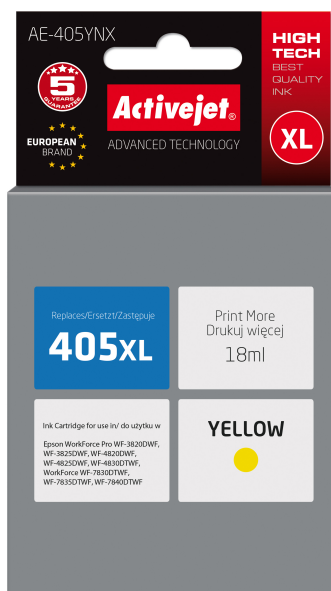 AE-405YNX
HIGH
TECH
BEST
QUALITY
INK
5
YEARS
GUARANTEE
Activejet®
EUROPEAN
BRAND
ADVANCED TECHNOLOGY
XL
Replaces/Ersetzt/Zastępuje
405XL
Print More
Drukuj więcej
18ml
Ink Cartridge for use in/ do użytku w
Epson WorkForce Pro WF-3820DWF,
WF-3825DWF, WF-4820DWF,
WF-4825DWF, WF-4830DTWF,
WorkForce WF-7830DTWF,
WF-7835DTWF, WF-7840DTWF
YELLOW